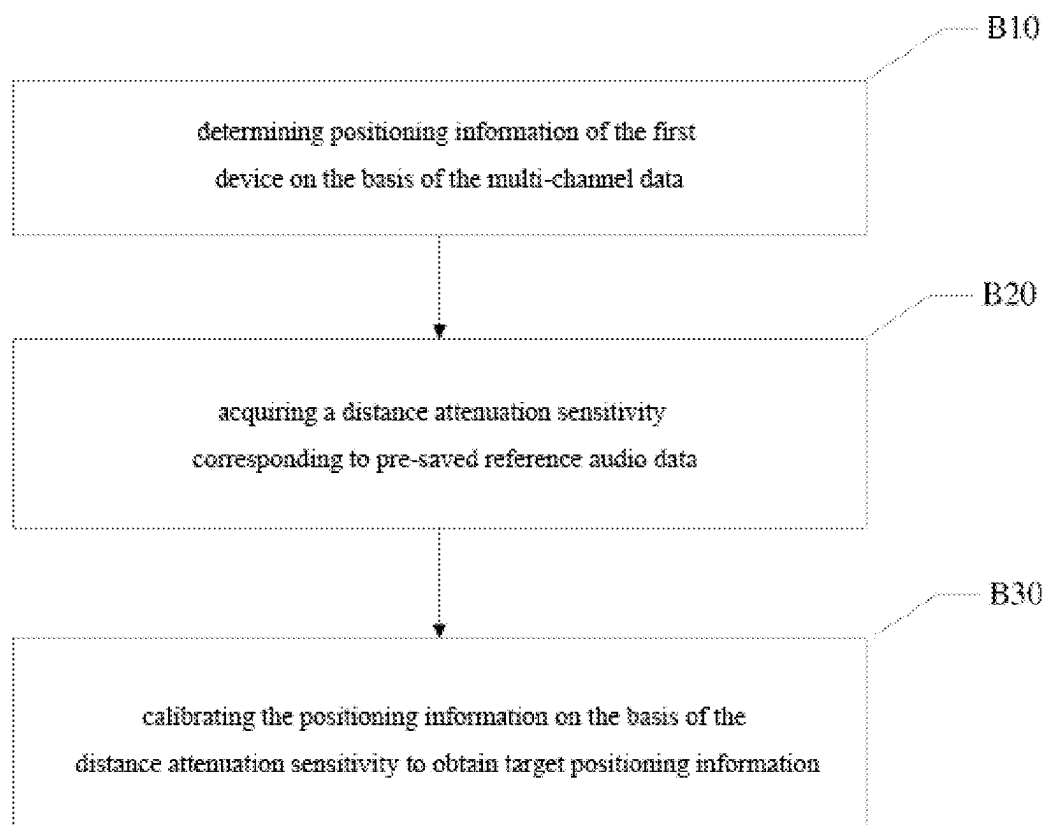 B10
determining positioning information of the first
device on the basis of the multi-channel data
B20
acquiring a distance attenuation sensitivity
corresponding to pre-saved reference audio data
B30
calibrating the positioning information on the basis of the
distance attenuation sensitivity to obtain target positioning information